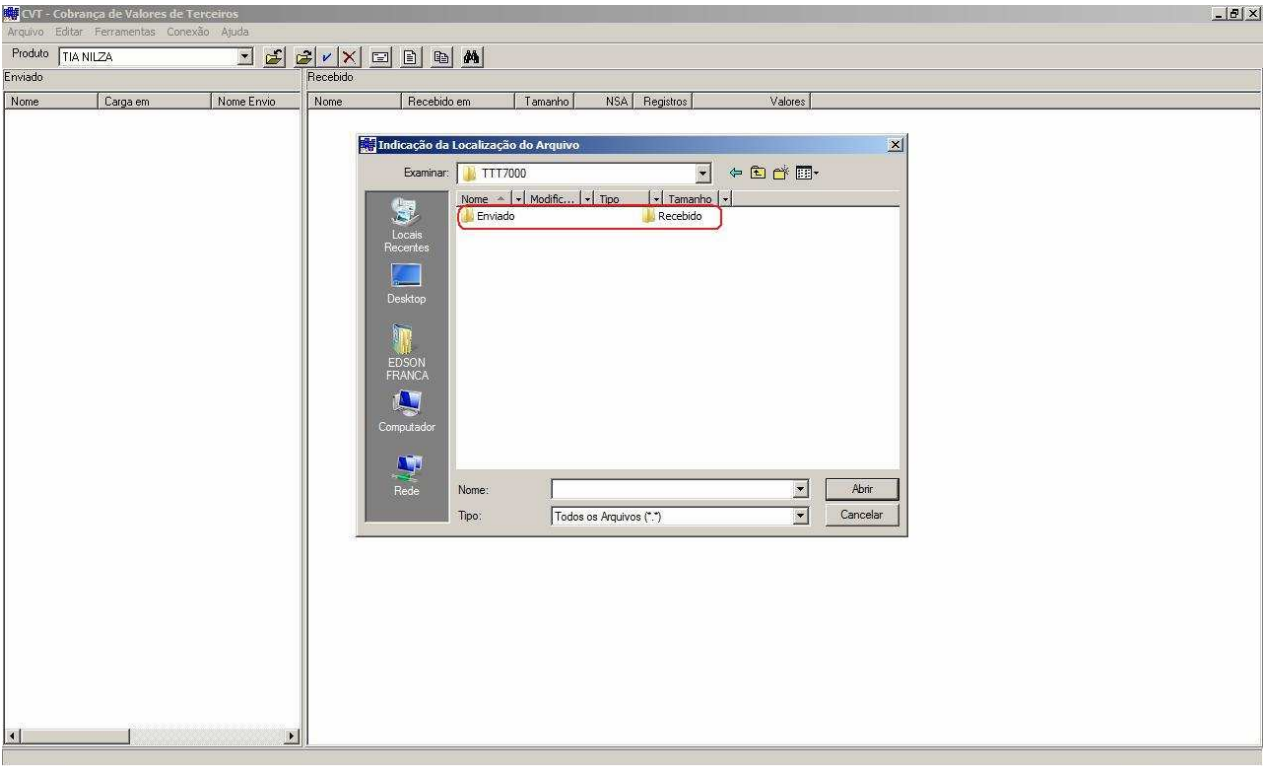 CVT - Cobrança de Valores de Terceiros
Arquivo Editar Ferramentas Conexão Ajuda
Produto TIA NILZA
Enviado Recebido
Nome Carga em Nome Envio Nome Recebido em Tamanho NSA Registros Valores
Indicação da Localização do Arquivo
Examinar: TTT7000
Nome Modific... Tipo Tamanho
Enviado Recebido
Locais
Recentes
Desktop
EDSON
FRANCA
Computador
Rede
Nome: Abrir
Tipo: Todos os Arquivos (*.*) Cancelar